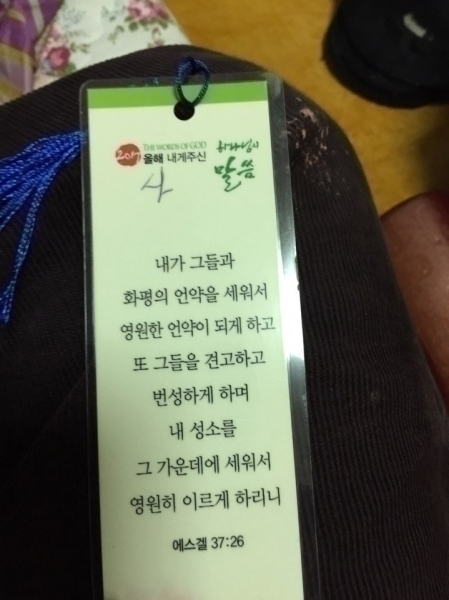 THE WORDS OF GOD
2017 올해 내게주신 하나님의
말씀
사
내가 그들과
화평의 언약을 세워서
영원한 언약이 되게 하고
또 그들을 견고하고
번성하게 하며
내 성소를
그 가운데에 세워서
영원히 이르게 하리니
에스겔 37:26